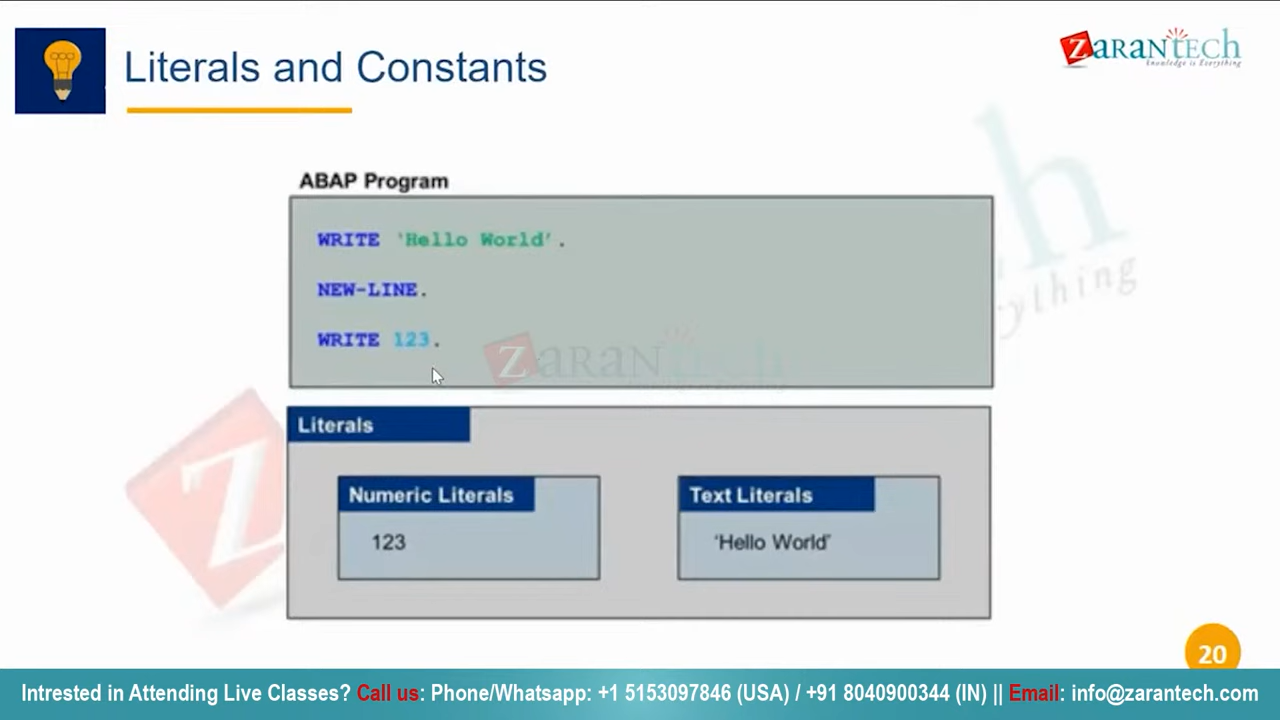 Literals and Constants
ZARANTECH
Knowledge is Everything
ABAP Program
WRITE 'Hello World'.
NEW-LINE.
WRITE 123.
Literals
Numeric Literals
Text Literals
123
'Hello World'
20
Intrested in Attending Live Classes? Call us: Phone/Whatsapp: +1 5153097846 (USA) / +91 8040900344 (IN) || Email: info@zarantech.com